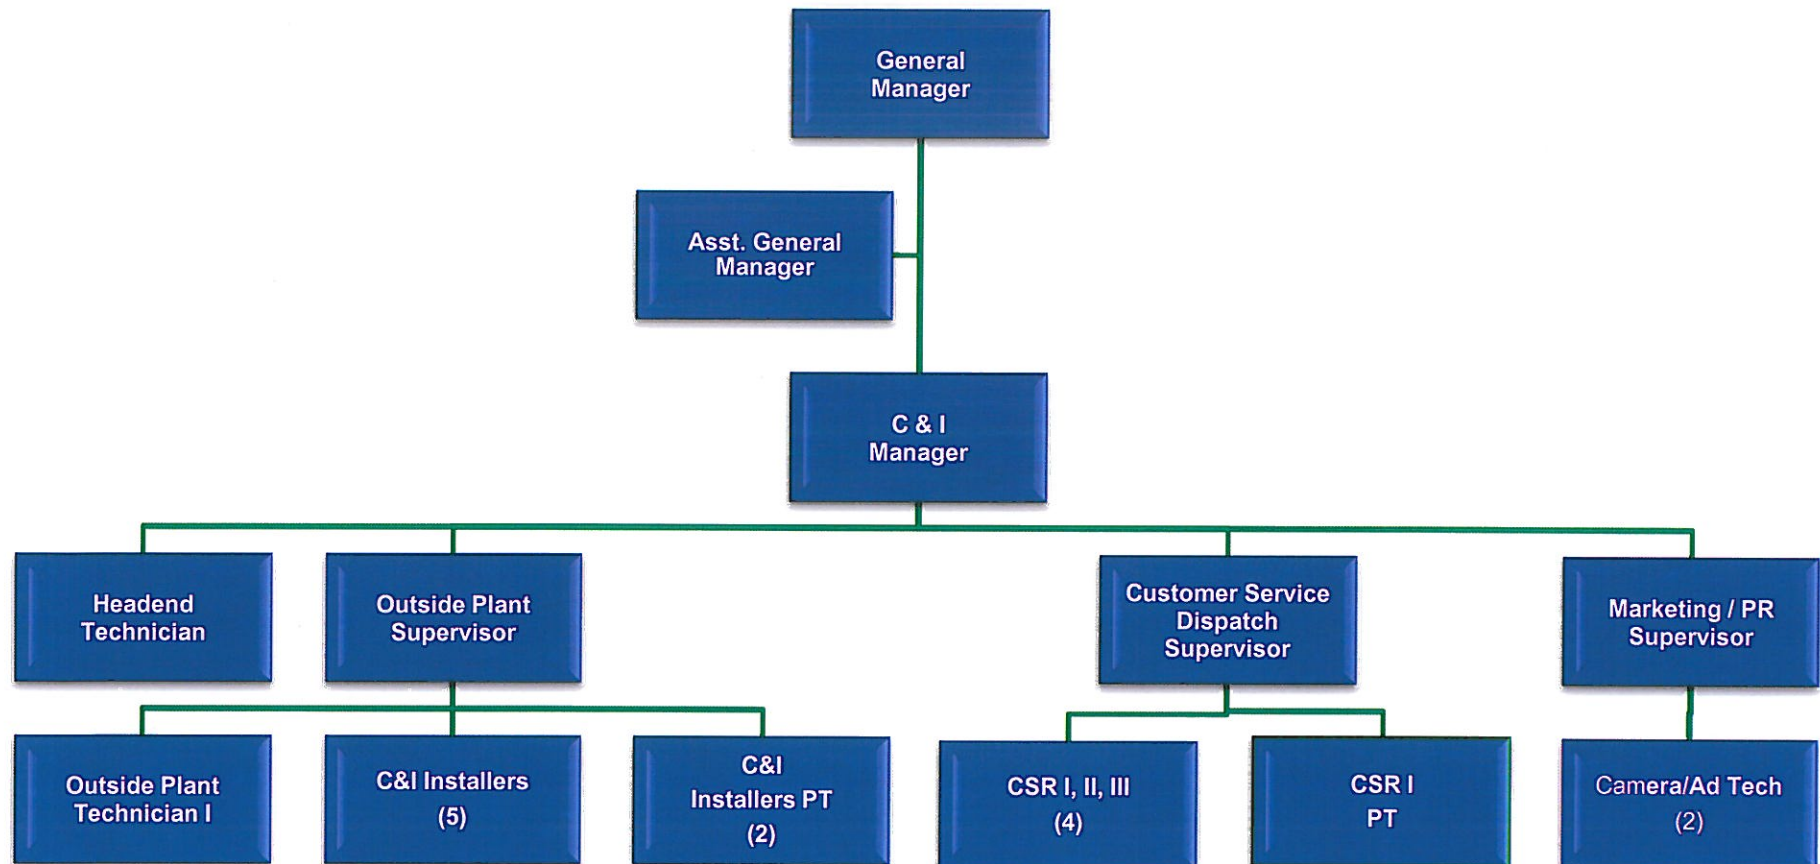 General
Manager
Asst. General
Manager
C & I
Manager
Headend
Technician
Outside Plant
Supervisor
Customer Service
Dispatch
Supervisor
Marketing / PR
Supervisor
Outside Plant
Technician I
C&I Installers
(5)
C&I
Installers PT
(2)
CSR I, II, III
(4)
CSR I
PT
Camera/Ad Tech
(2)